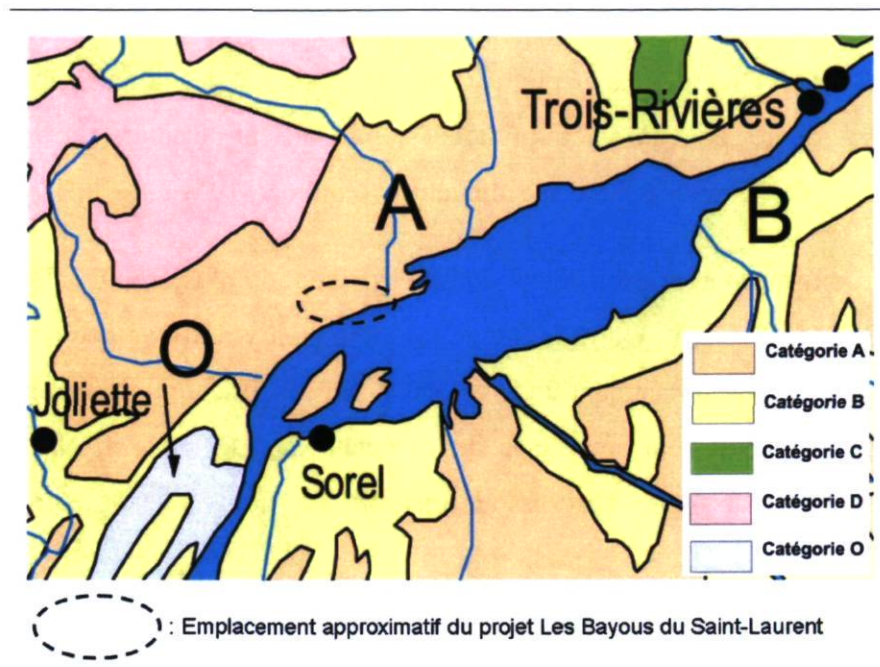 Trois-Rivières
A
B
O
Joliette
Sorel
Catégorie A
Catégorie B
Catégorie C
Catégorie D
Catégorie O
: Emplacement approximatif du projet Les Bayous du Saint-Laurent